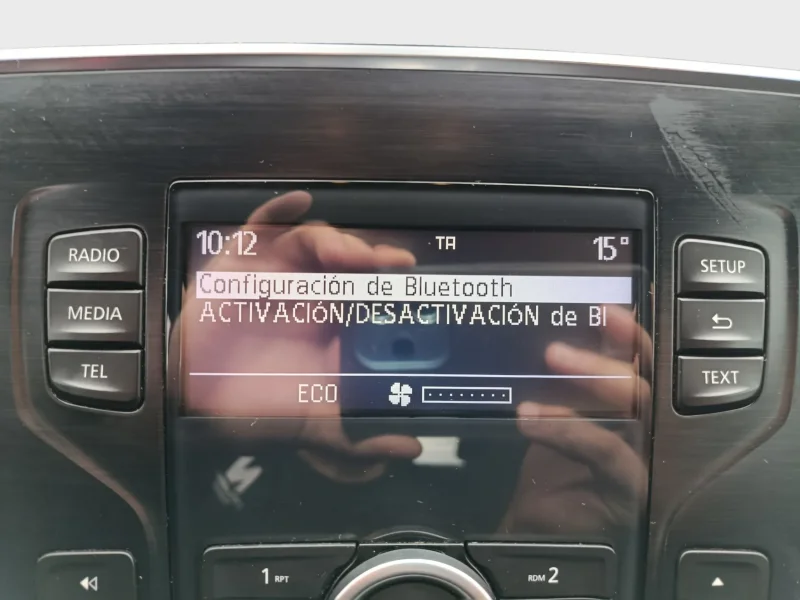 10:12 TA 15°
RADIO
SETUP
Configuración de Bluetooth
ACTIVACIÓN/DESACTIVACIÓN de Bl
MEDIA
TEL
TEXT
ECO
1 RPT
RDM 2